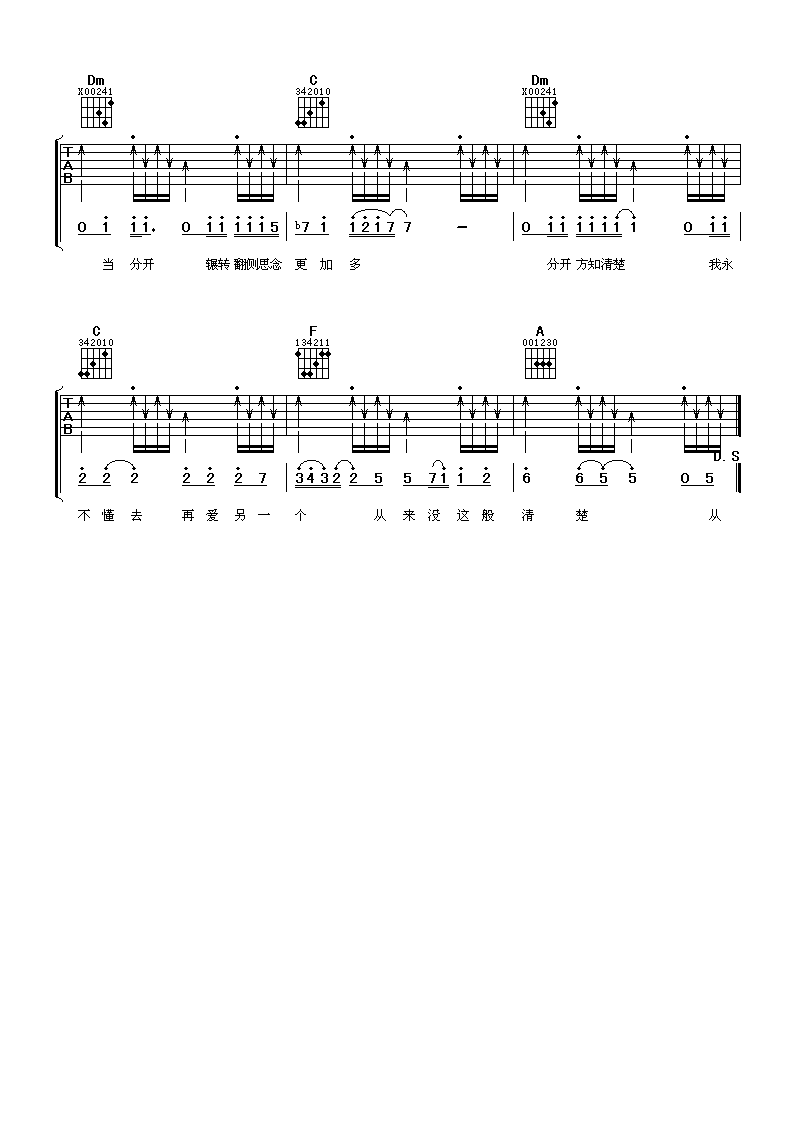 Dm C Dm
X00241 342010 X00241
T
A
B
0 1 1 1. 0 1 1 1 1 1 5 b7 1 1 2 1 7 7 - 0 1 1 1 1 1 1 1 0 1 1
当 分开 辗转 翻侧思念 更 加 多 分开 方知清楚 我永
C F A
342010 134211 001230
T
A
B
D.S
2 2 2 2 2 2 7 3 4 3 2 2 5 5 7 1 1 2 6 6 5 5 0 5
不 懂 去 再 爱 另 一 个 从 来 没 这 般 清 楚 从